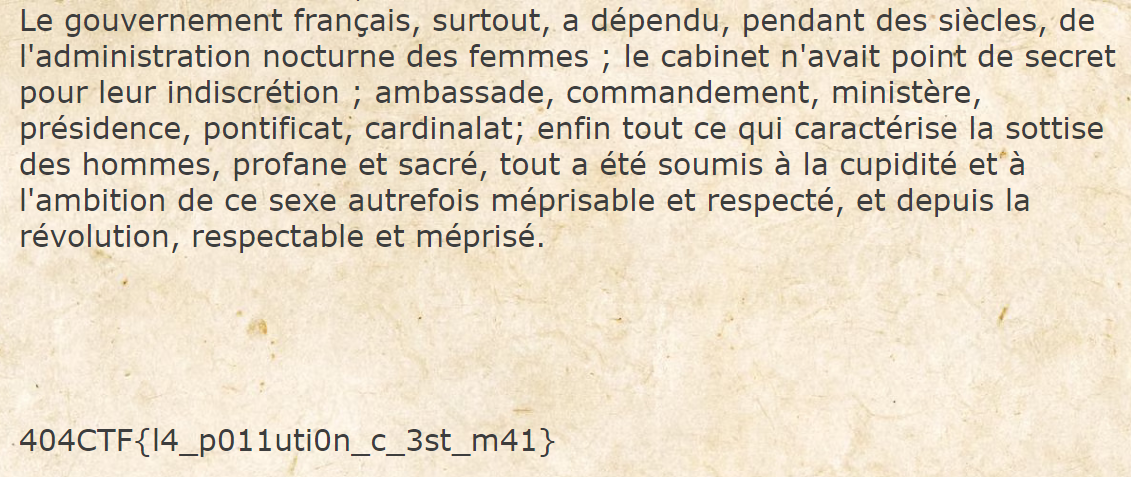 Le gouvernement français, surtout, a dépendu, pendant des siècles, de
l'administration nocturne des femmes ; le cabinet n'avait point de secret
pour leur indiscrétion ; ambassade, commandement, ministère,
présidence, pontificat, cardinalat; enfin tout ce qui caractérise la sottise
des hommes, profane et sacré, tout a été soumis à la cupidité et à
l'ambition de ce sexe autrefois méprisable et respecté, et depuis la
révolution, respectable et méprisé.
404CTF{l4_p011uti0n_c_3st_m41}